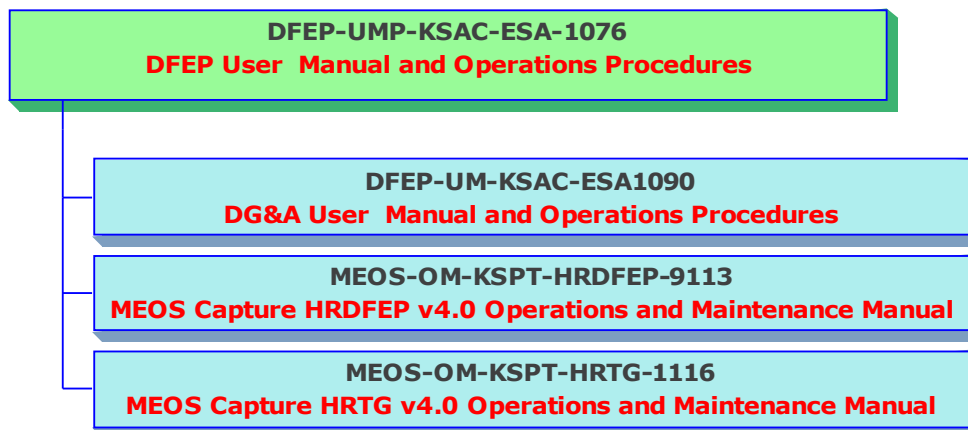 DFEP-UMP-KSAC-ESA-1076
DFEP User Manual and Operations Procedures
DFEP-UM-KSAC-ESA1090
DG&A User Manual and Operations Procedures
MEOS-OM-KSPT-HRDFEP-9113
MEOS Capture HRDFEP v4.0 Operations and Maintenance Manual
MEOS-OM-KSPT-HRTG-1116
MEOS Capture HRTG v4.0 Operations and Maintenance Manual